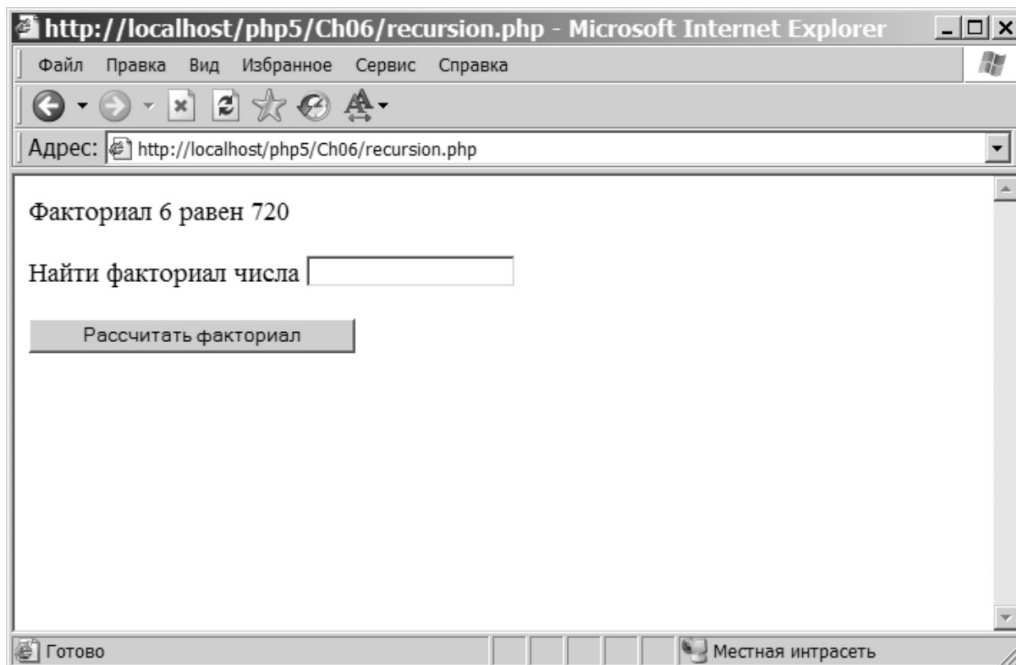 http://localhost/php5/Ch06/recursion.php - Microsoft Internet Explorer
Файл Правка Вид Избранное Сервис Справка
Адрес: http://localhost/php5/Ch06/recursion.php
Факториал 6 равен 720
Найти факториал числа
Рассчитать факториал
Готово Местная интрасеть